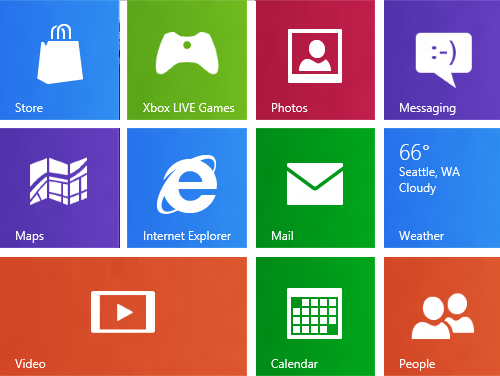 Store
Xbox LIVE Games
Photos
:-)
Messaging
Maps
Internet Explorer
Mail
66°
Seattle, WA
Cloudy
Weather
Video
Calendar
People